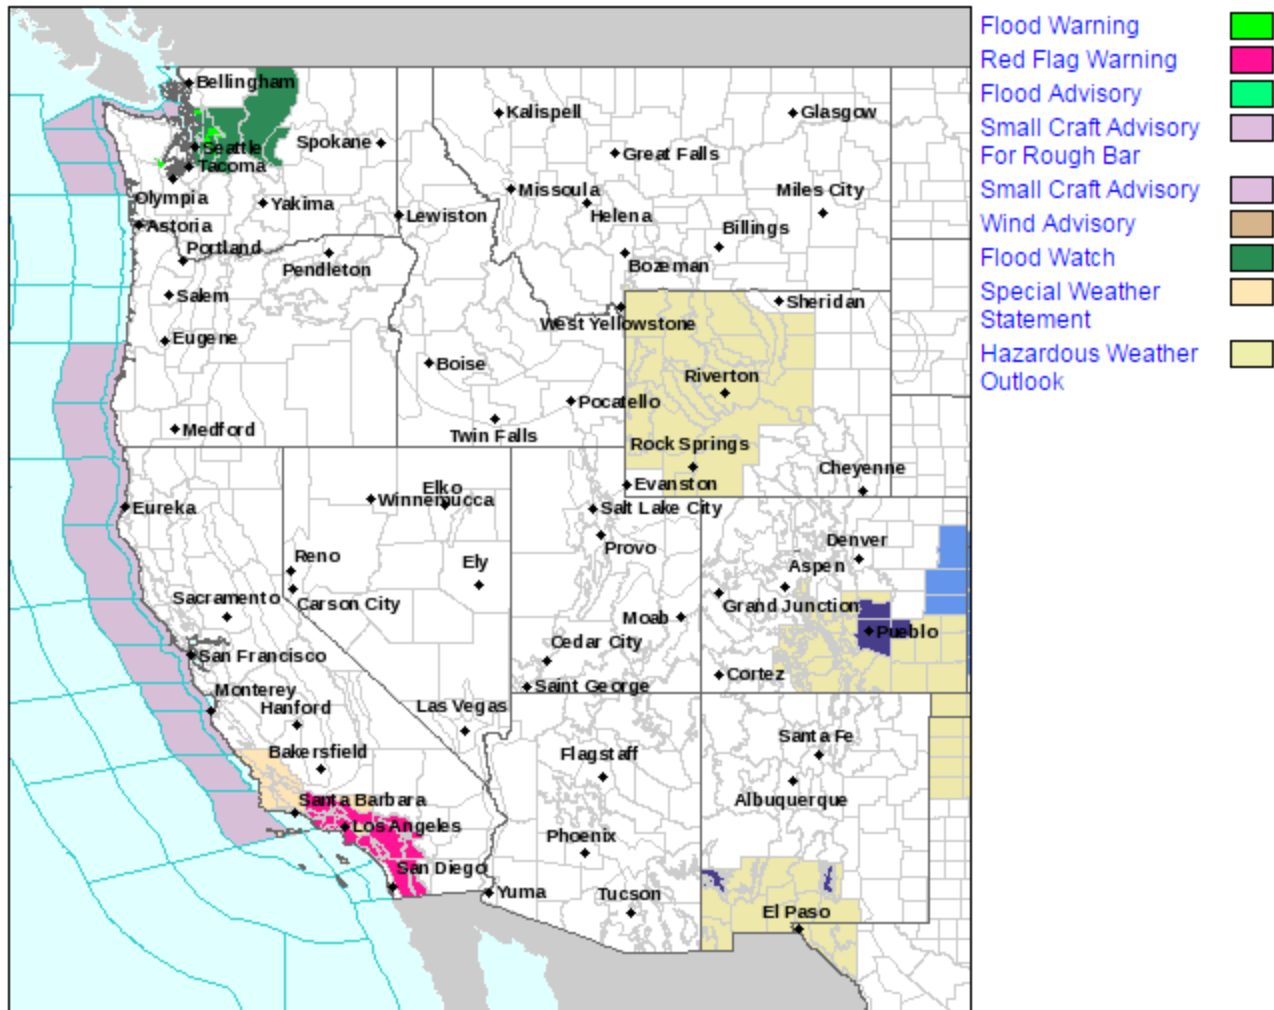 Flood Warning
Red Flag Warning
Flood Advisory
Small Craft Advisory
For Rough Bar
Small Craft Advisory
Wind Advisory
Flood Watch
Special Weather
Statement
Hazardous Weather
Outlook
Bellingham
Kalispell
Glasgow
Seattle
Spokane
Great Falls
Tacoma
Missoula
Miles City
Olympia
Yakima
Lewiston
Helena
Astoria
Billings
Portland
Pendleton
Bozeman
Salem
Sheridan
West Yellowstone
Eugene
Boise
Riverton
Pocatello
Medford
Twin Falls
Rock Springs
Cheyenne
Evanston
Elko
Winnemucca
Eureka
Salt Lake City
Provo
Denver
Reno
Ely
Aspen
Sacramento
Carson City
Grand Junction
Moab
Pueblo
Cedar City
San Francisco
Cortez
Saint George
Monterey
Hanford
Las Vegas
Santa Fe
Bakersfield
Flagstaff
Santa Barbara
Albuquerque
Los Angeles
Phoenix
San Diego
Yuma
Tucson
El Paso